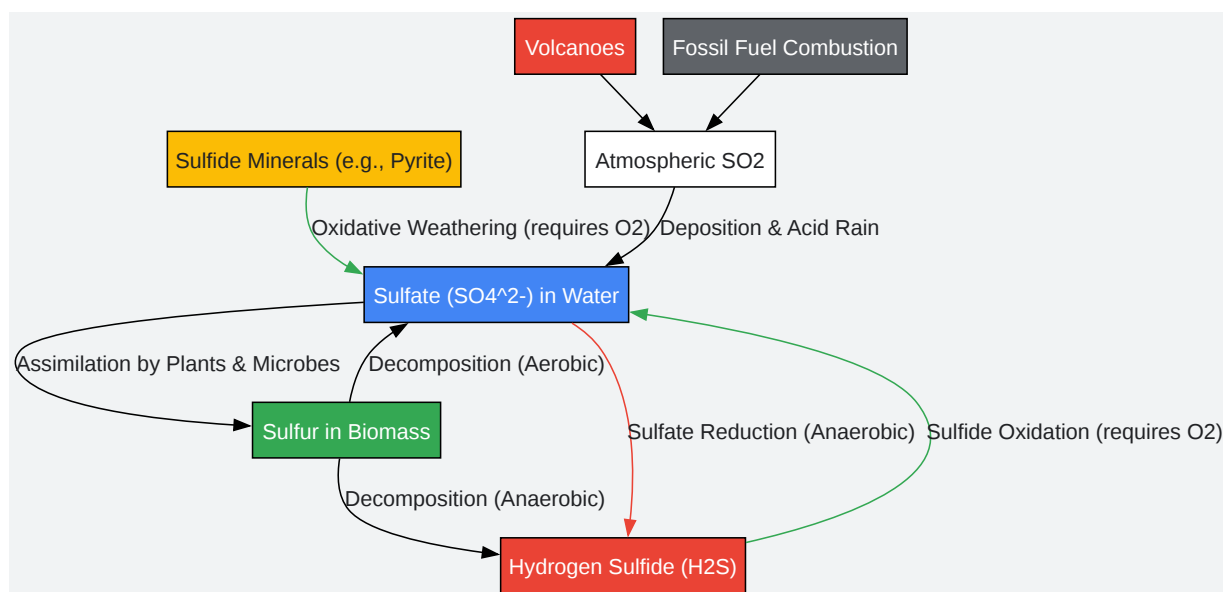 Volcanoes
Fossil Fuel Combustion
Sulfide Minerals (e.g., Pyrite)
Atmospheric SO2
Oxidative Weathering (requires O2)
Deposition & Acid Rain
Sulfate (SO4^2-) in Water
Assimilation by Plants & Microbes
Decomposition (Aerobic)
Sulfur in Biomass
Sulfate Reduction (Anaerobic)
Sulfide Oxidation (requires O2)
Decomposition (Anaerobic)
Hydrogen Sulfide (H2S)